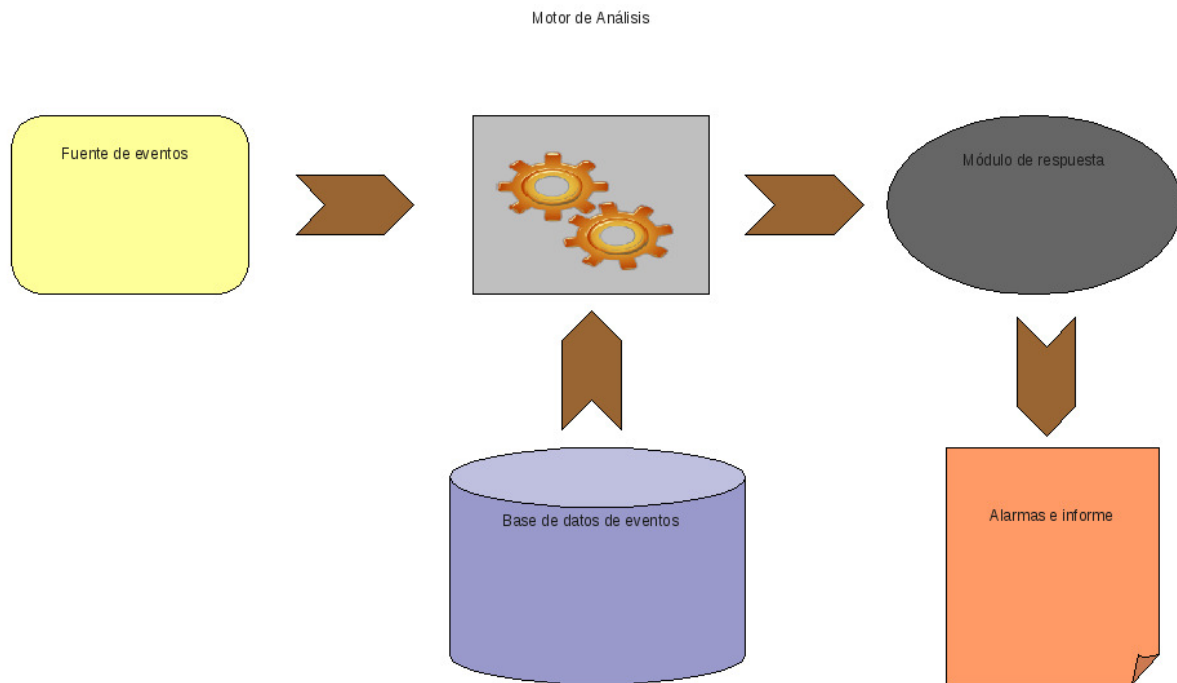 Motor de Análisis
Fuente de eventos
Módulo de respuesta
Base de datos de eventos
Alarmas e informe